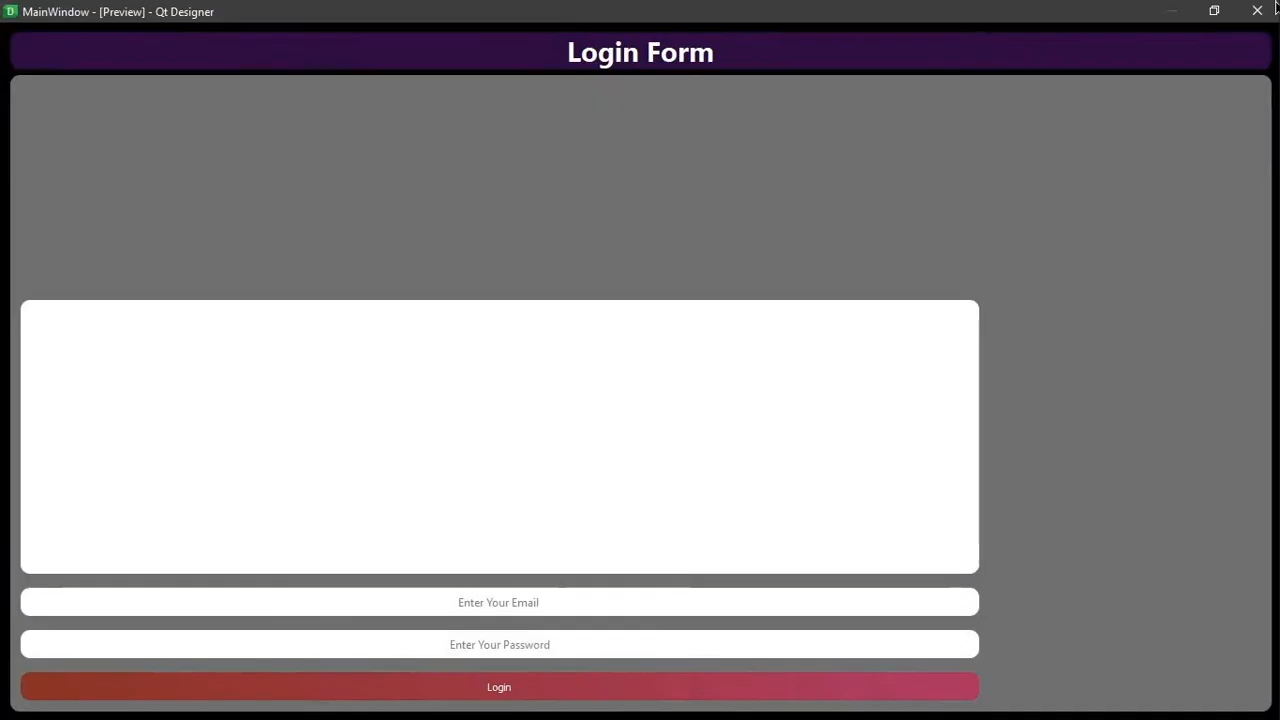 MainWindow - [Preview] - Qt Designer
Login Form
Enter Your Email
Enter Your Password
Login